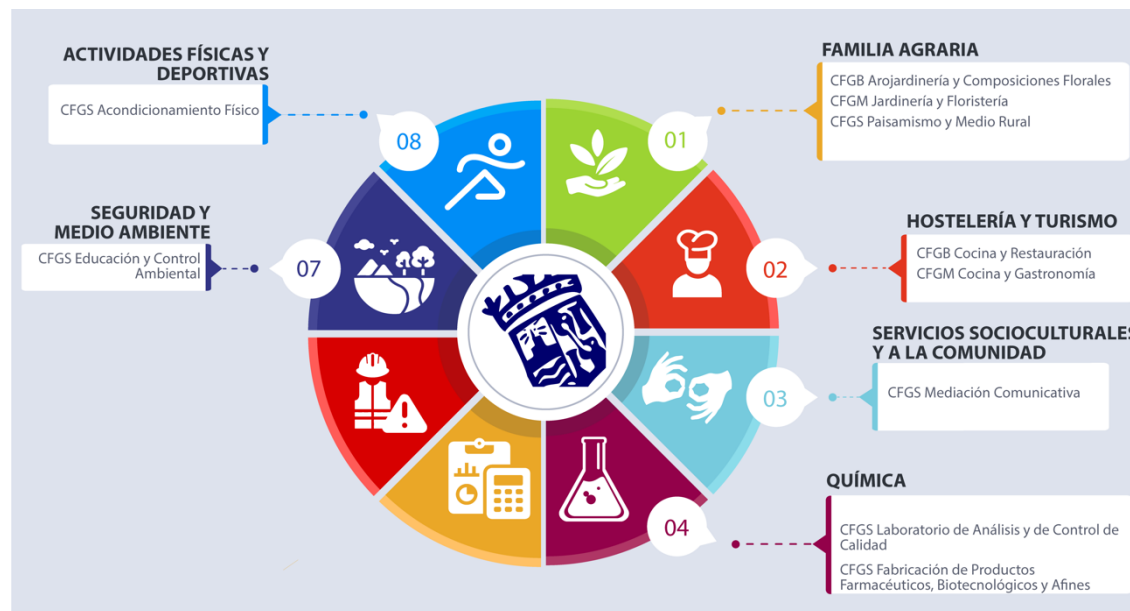 ACTIVIDADES FÍSICAS Y
DEPORTIVAS
CFGS Acondicionamiento Físico
08
SEGURIDAD Y
MEDIO AMBIENTE
CFGS Educación y Control
Ambiental
07
FAMILIA AGRARIA
CFGB Arojardinería y Composiciones Florales
CFGM Jardinería y Floristería
CFGS Paisamismo y Medio Rural
01
HOSTELERÍA Y TURISMO
CFGB Cocina y Restauración
CFGM Cocina y Gastronomía
02
SERVICIOS SOCIOCULTURALES
Y A LA COMUNIDAD
CFGS Mediación Comunicativa
03
QUÍMICA
CFGS Laboratorio de Análisis y de Control de
Calidad
CFGS Fabricación de Productos
Farmacéuticos, Biotecnológicos y Afines
04